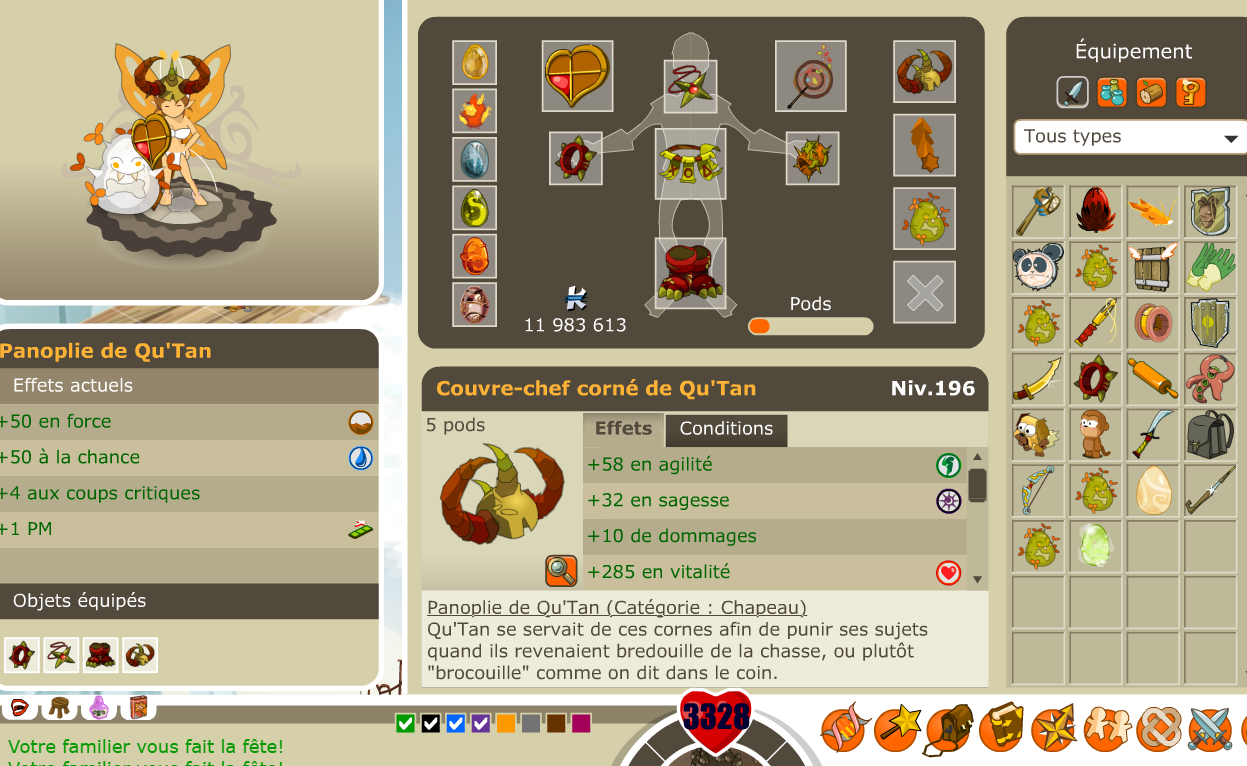 Équipement
Tous types
11 983 613
Pods
Panoplie de Qu'Tan
Effets actuels
+50 en force
+50 à la chance
+4 aux coups critiques
+1 PM
Objets équipés
Couvre-chef corné de Qu'Tan
Niv.196
5 pods
Effets
Conditions
+58 en agilité
+32 en sagesse
+10 de dommages
+285 en vitalité
Panoplie de Qu'Tan (Catégorie : Chapeau)
Qu'Tan se servait de ces cornes afin de punir ses sujets
quand ils revenaient bredouille de la chasse, ou plutôt
"brocouille" comme on dit dans le coin.
3328
Votre familier vous fait la fête!
Votre familier vous fait la fête!